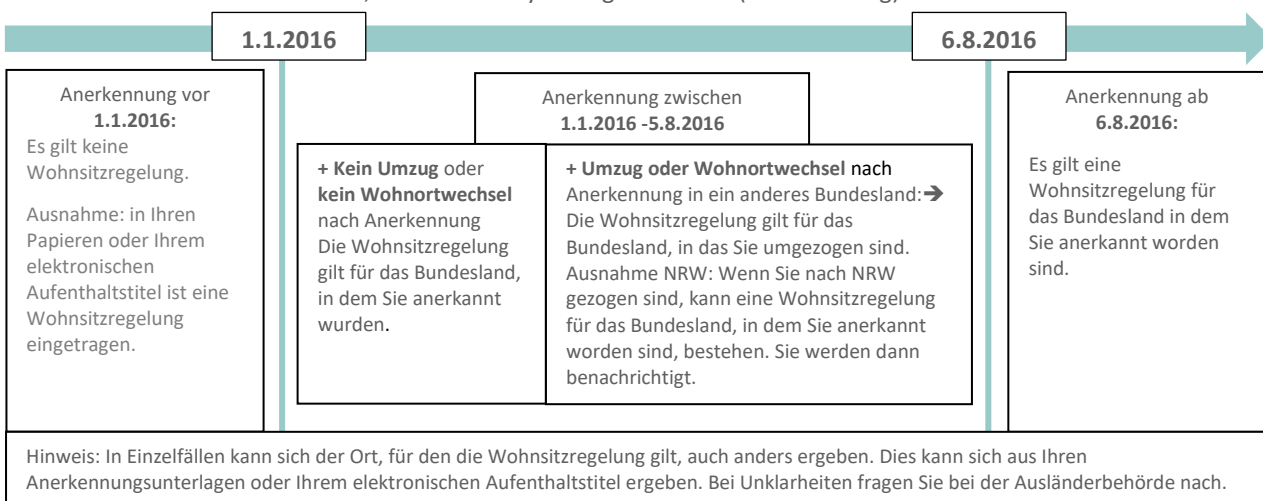 1.1.2016
6.8.2016
Anerkennung vor
1.1.2016:
Es gilt keine
Wohnsitzregelung.
Ausnahme: in Ihren
Papieren oder Ihrem
elektronischen
Aufenthaltstitel ist eine
Wohnsitzregelung
eingetragen.
Anerkennung zwischen
1.1.2016 -5.8.2016
+ Kein Umzug oder
kein Wohnortwechsel
nach Anerkennung
Die Wohnsitzregelung
gilt für das Bundesland,
in dem Sie anerkannt
wurden.
+ Umzug oder Wohnortwechsel nach
Anerkennung in ein anderes Bundesland:➔
Die Wohnsitzregelung gilt für das
Bundesland, in das Sie umgezogen sind.
Ausnahme NRW: Wenn Sie nach NRW
gezogen sind, kann eine Wohnsitzregelung
für das Bundesland, in dem Sie anerkannt
worden sind, bestehen. Sie werden dann
benachrichtigt.
Anerkennung ab
6.8.2016:
Es gilt eine
Wohnsitzregelung für
das Bundesland in dem
Sie anerkannt worden
sind.
Hinweis: In Einzelfällen kann sich der Ort, für den die Wohnsitzregelung gilt, auch anders ergeben. Dies kann sich aus Ihren
Anerkennungsunterlagen oder Ihrem elektronischen Aufenthaltstitel ergeben. Bei Unklarheiten fragen Sie bei der Ausländerbehörde nach.